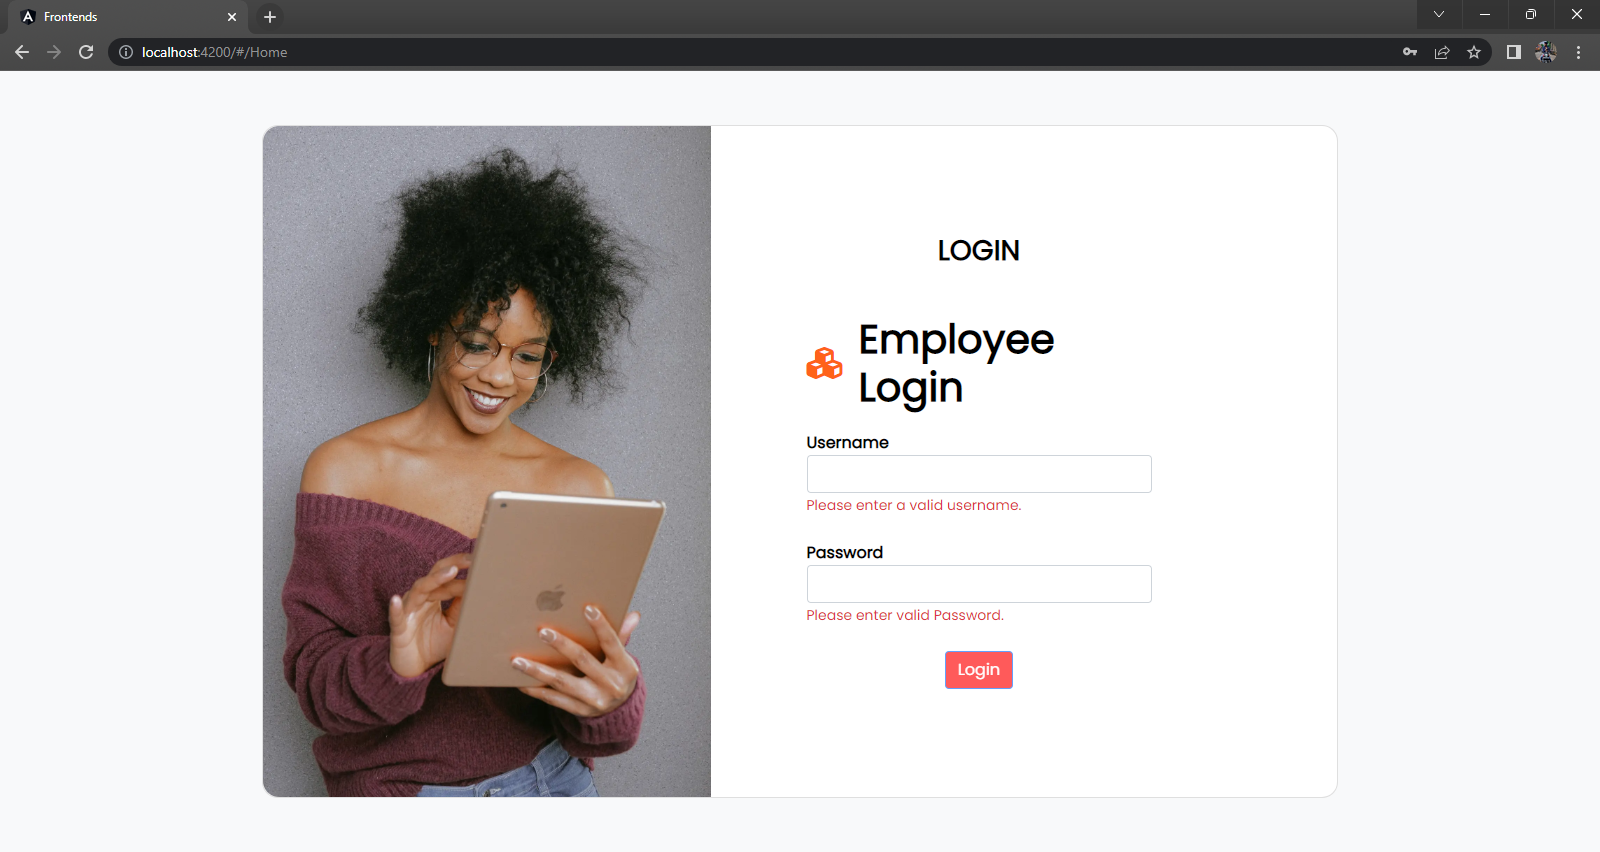 Frontends
localhost:4200/#/Home
LOGIN
Employee
Login
Username
Please enter a valid username.
Password
Please enter valid Password.
Login